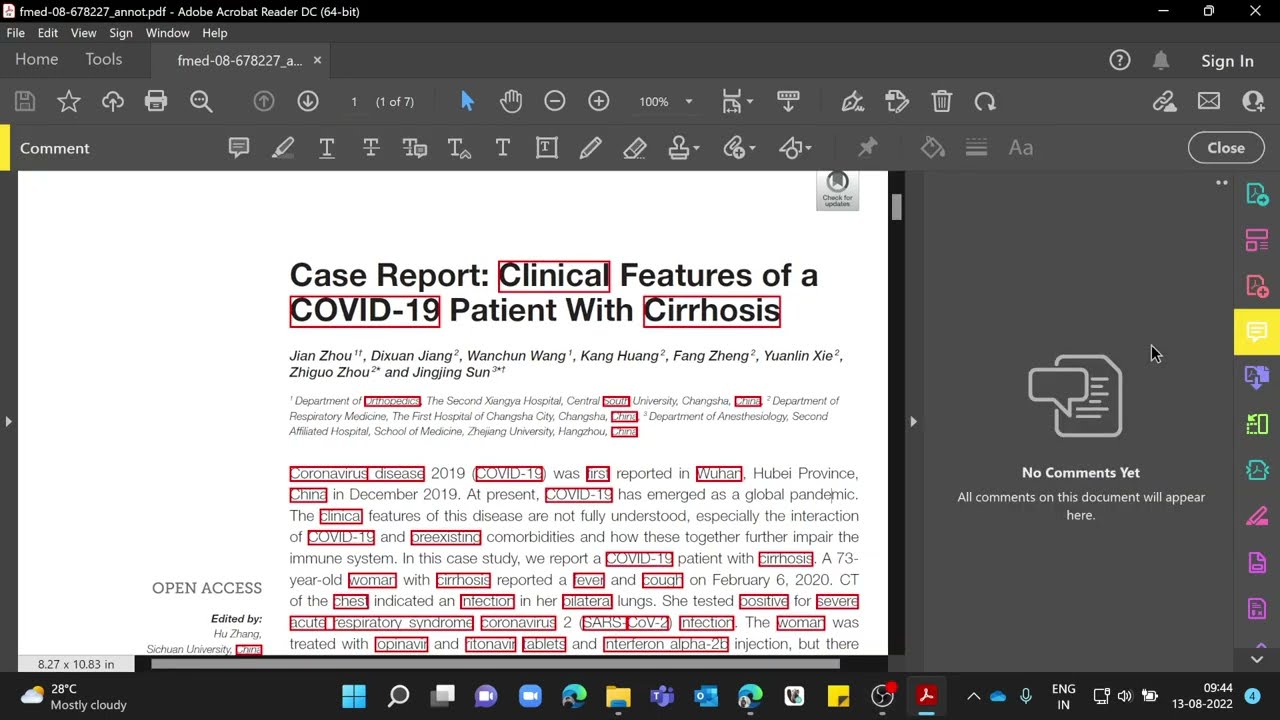 fmed-08-678227_annot.pdf - Adobe Acrobat Reader DC (64-bit)
File Edit View Sign Window Help
Home Tools fmed-08-678227_a... × Sign In
1 (1 of 7) 100%
Comment Aa Close
Check for
updates
Case Report: Clinical Features of a
COVID-19 Patient With Cirrhosis
Jian Zhou 1†, Dixuan Jiang 2, Wanchun Wang 1, Kang Huang 2, Fang Zheng 2, Yuanlin Xie 2,
Zhiguo Zhou 2* and Jingjing Sun 3*†
1 Department of Orthopedics, The Second Xiangya Hospital, Central South University, Changsha, China, 2 Department of
Respiratory Medicine, The First Hospital of Changsha City, Changsha, China, 3 Department of Anesthesiology, Second
Affiliated Hospital, School of Medicine, Zhejiang University, Hangzhou, China
Coronavirus disease 2019 (COVID-19) was first reported in Wuhan, Hubei Province,
China in December 2019. At present, COVID-19 has emerged as a global pandemic.
The clinical features of this disease are not fully understood, especially the interaction
of COVID-19 and preexisting comorbidities and how these together further impair the
immune system. In this case study, we report a COVID-19 patient with cirrhosis. A 73-
year-old woman with cirrhosis reported a fever and cough on February 6, 2020. CT
of the chest indicated an infection in her bilateral lungs. She tested positive for severe
acute respiratory syndrome coronavirus 2 (SARS-CoV-2) infection. The woman was
treated with lopinavir and ritonavir tablets and interferon alpha-2b injection, but there
OPEN ACCESS
Edited by:
Hu Zhang,
Sichuan University, China
No Comments Yet
All comments on this document will appear
here.
8.27 x 10.83 in
28°C
Mostly cloudy
ENG
IN
09:44
13-08-2022
4